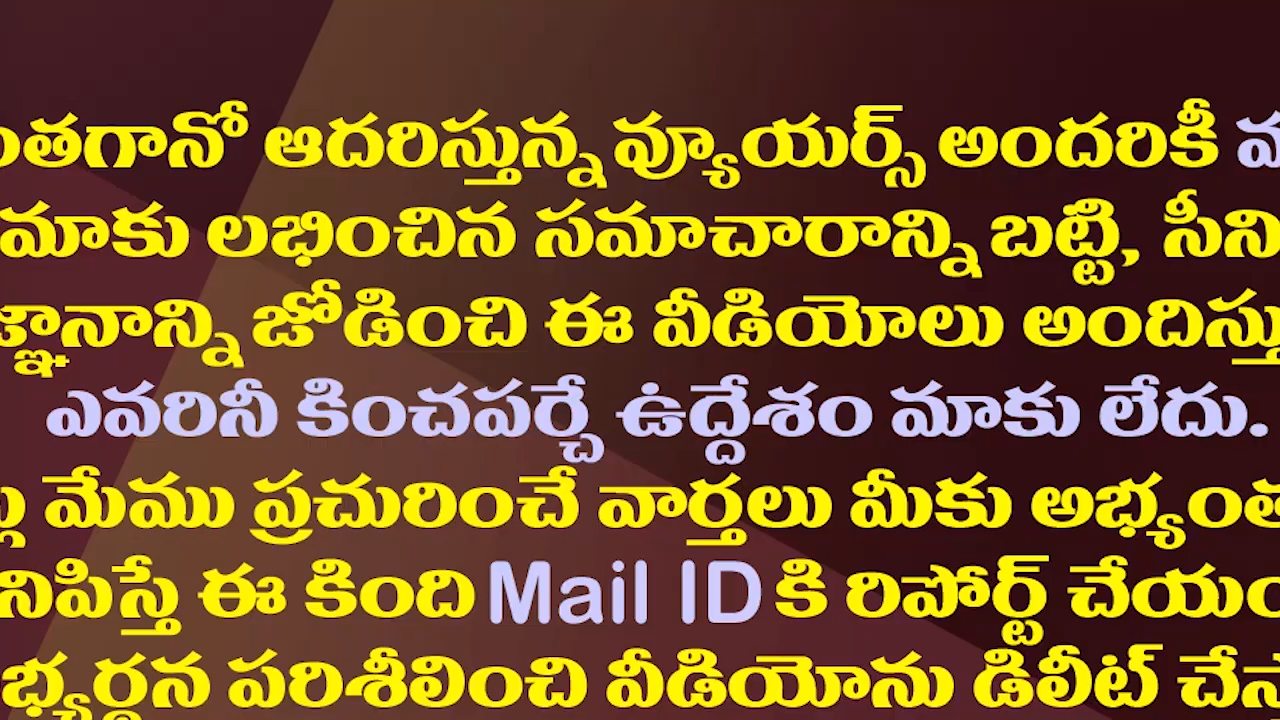 ంతగానో ఆదరిస్తున్న వ్యూయర్స్ అందరికీ
మాకు లభించిన సమాచారాన్ని బట్టి, సీని
జ్ఞానాన్ని జోడించి ఈ వీడియోలు అందిస్తు
ఎవరినీ కించపర్చే ఉద్దేశం మాకు లేదు.
మేము ప్రచురించే వార్తలు మీకు అభ్యంత
నిపిస్తే ఈ కింది Mail ID కి రిపోర్ట్ చేయం
భ్యర్థన పరిశీలించి వీడియోను డిలీట్ చేస